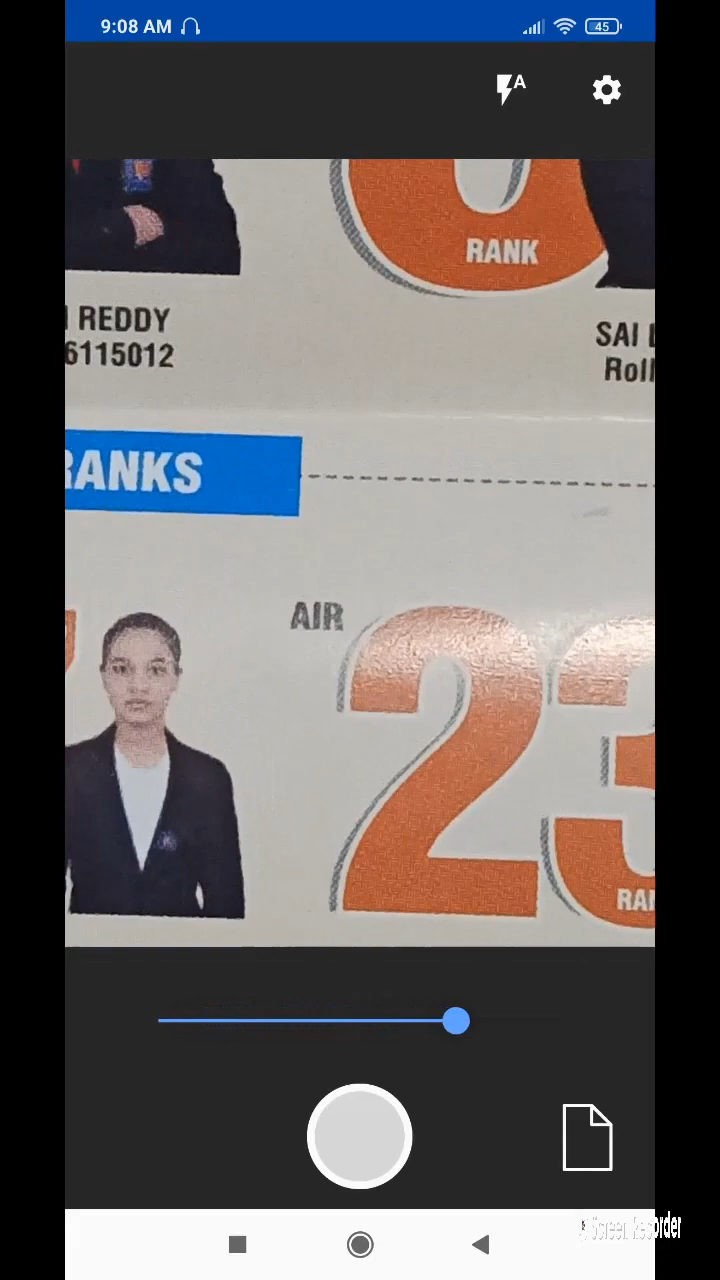 9:08 AM
45
A
RANK
I REDDY
6115012
SAI L
Roll
RANKS
AIR
23
RAN
Screen Recorder